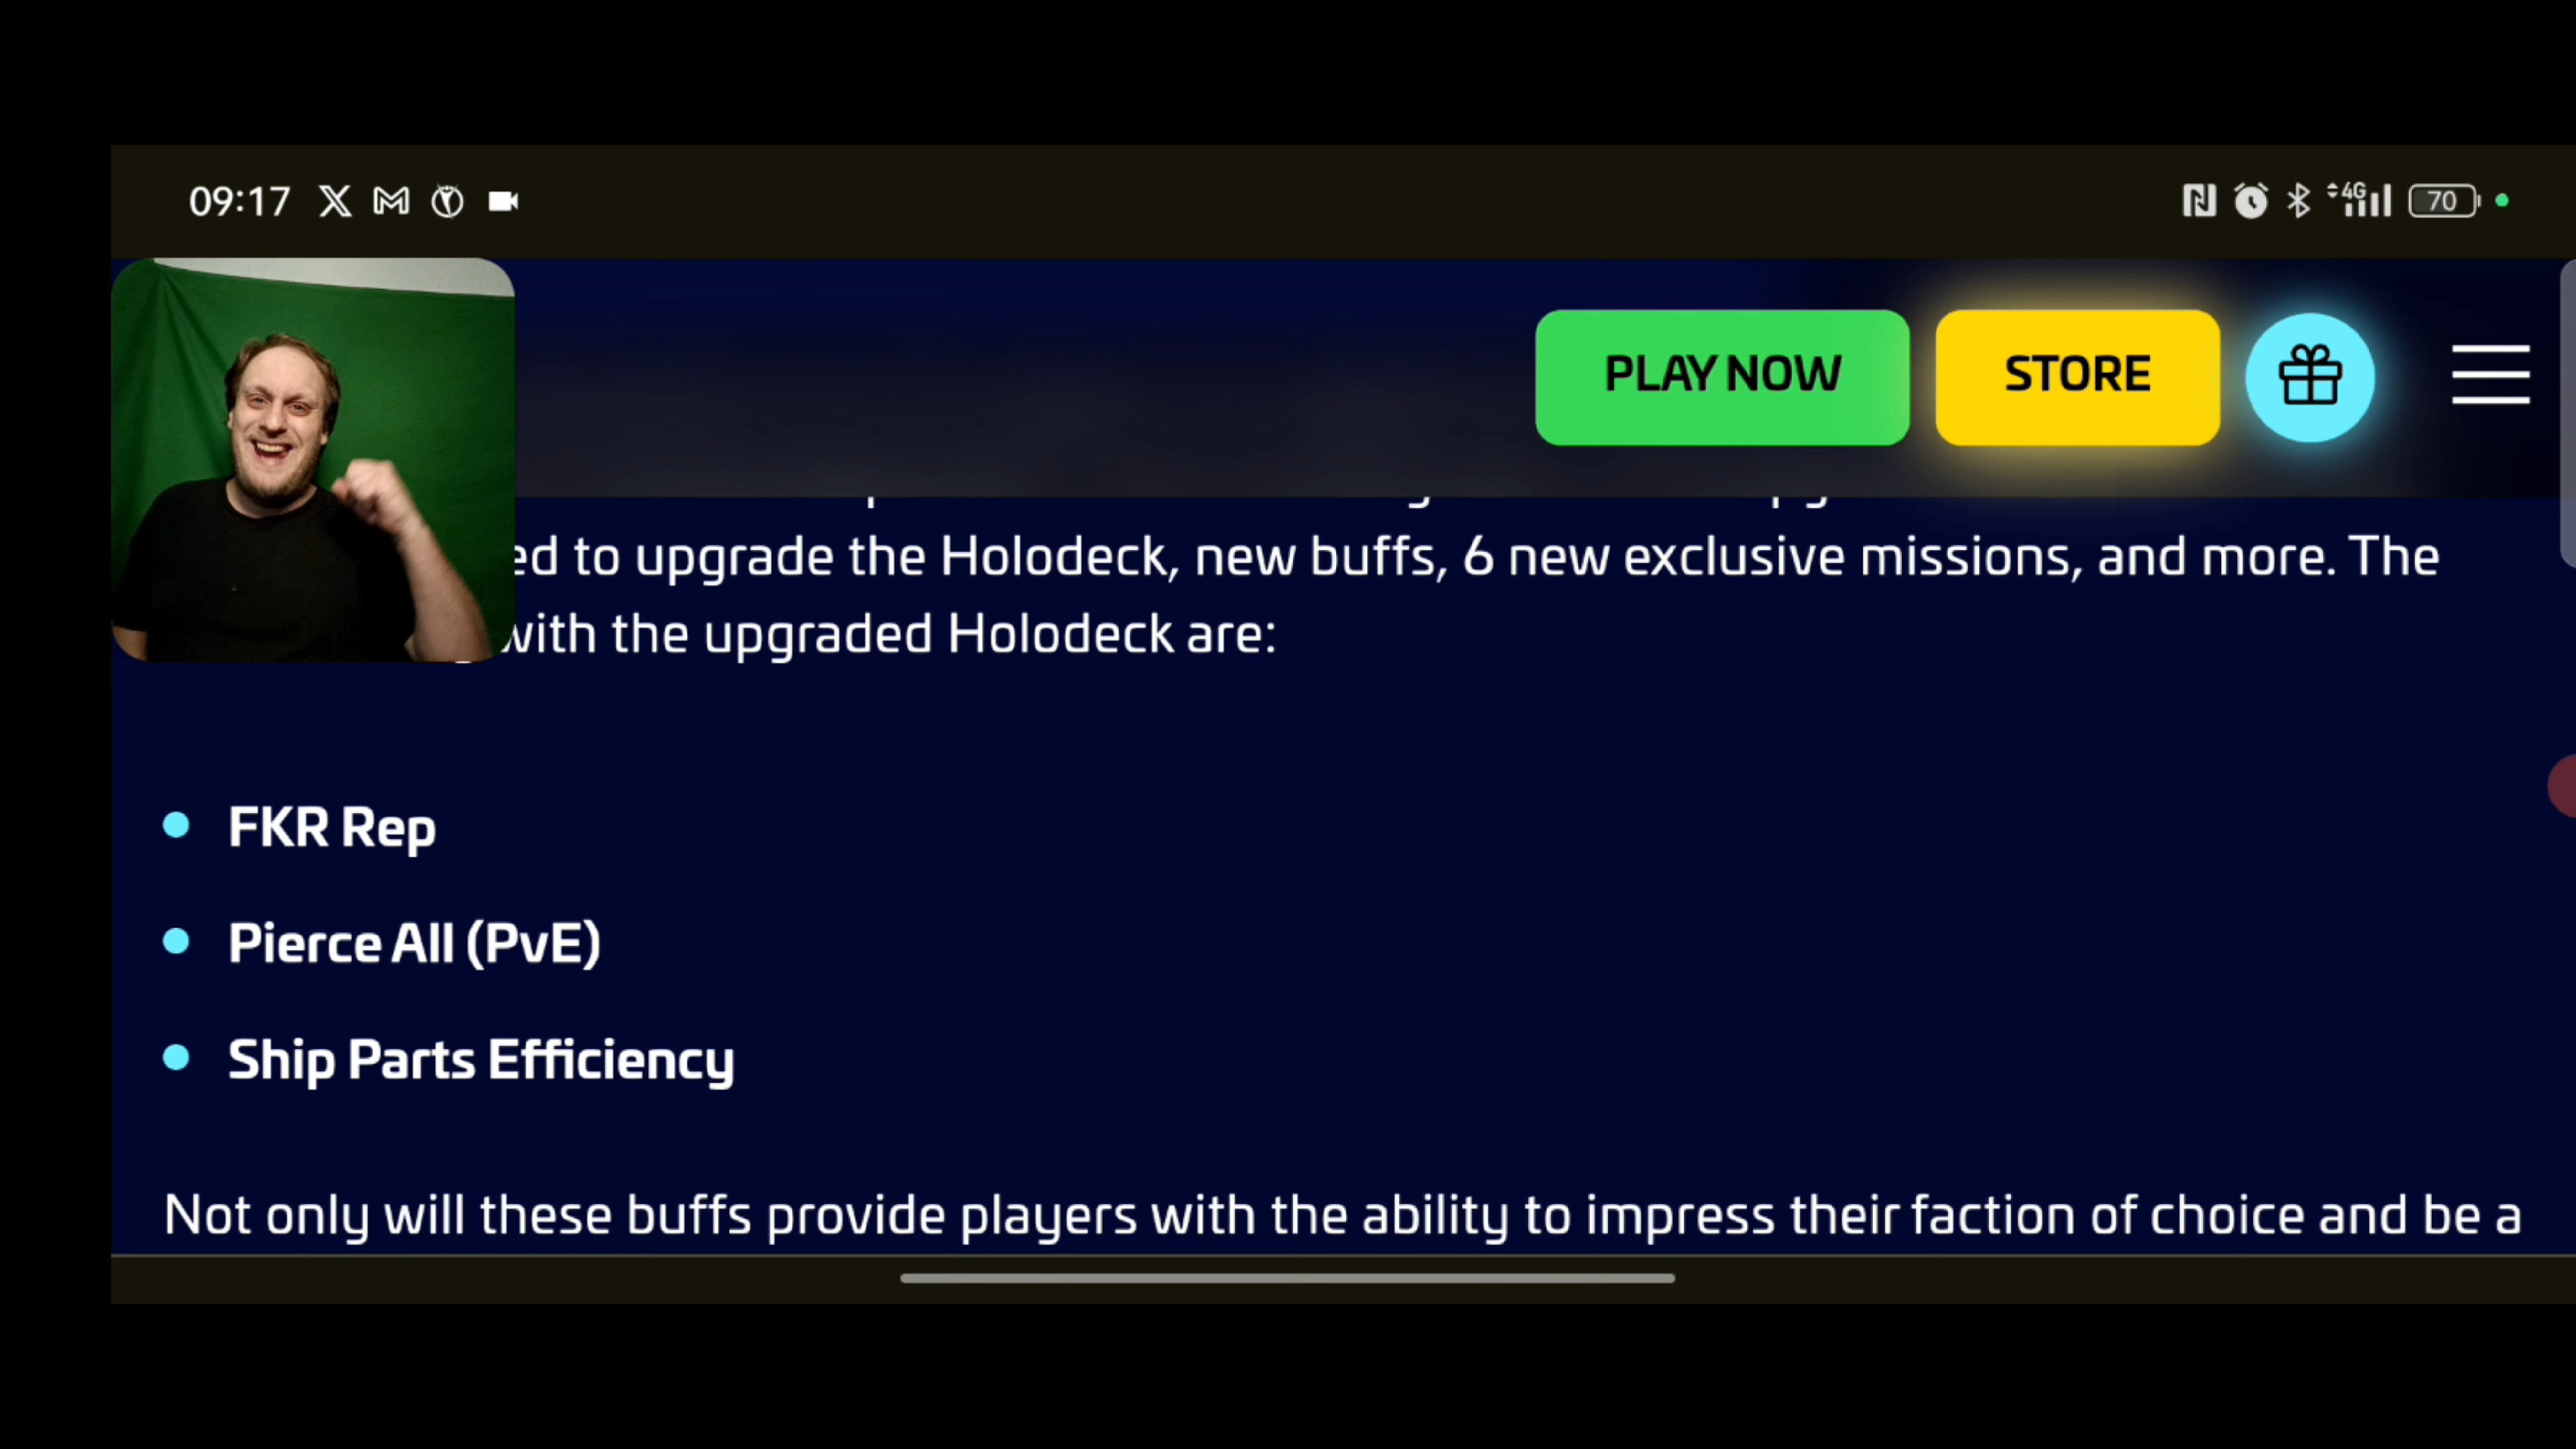 09:17
4G
70
PLAY NOW
STORE
ed to upgrade the Holodeck, new buffs, 6 new exclusive missions, and more. The
with the upgraded Holodeck are:
FKR Rep
Pierce All (PvE)
Ship Parts Efficiency
Not only will these buffs provide players with the ability to impress their faction of choice and be a